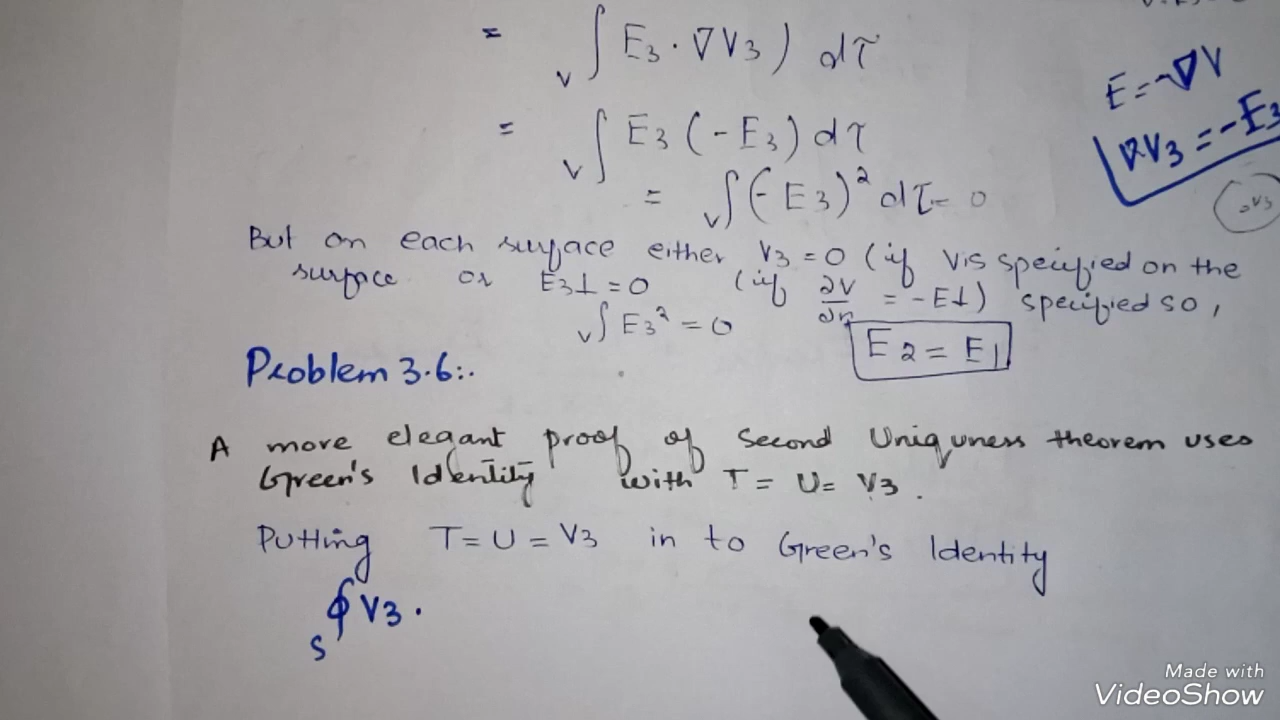 = v∫ E3 · ∇V3) dτ
E = -∇V
= v∫ E3 (-E3) dτ
∇V3 = -E3
= v∫ (-E3)² dτ = 0
But on each surface either V3 = 0 (if V is specified on the
surface or E3⊥ = 0 (if ∂V/∂n = -E⊥) specified so,
v∫ E3² = 0
E2 = E1
Problem 3.6:.
A more elegant proof of Second Uniquness theorem uses
Green's Identity with T = U = V3.
Putting T = U = V3 in to Green's Identity
s∮ V3 .
Made with
VideoShow